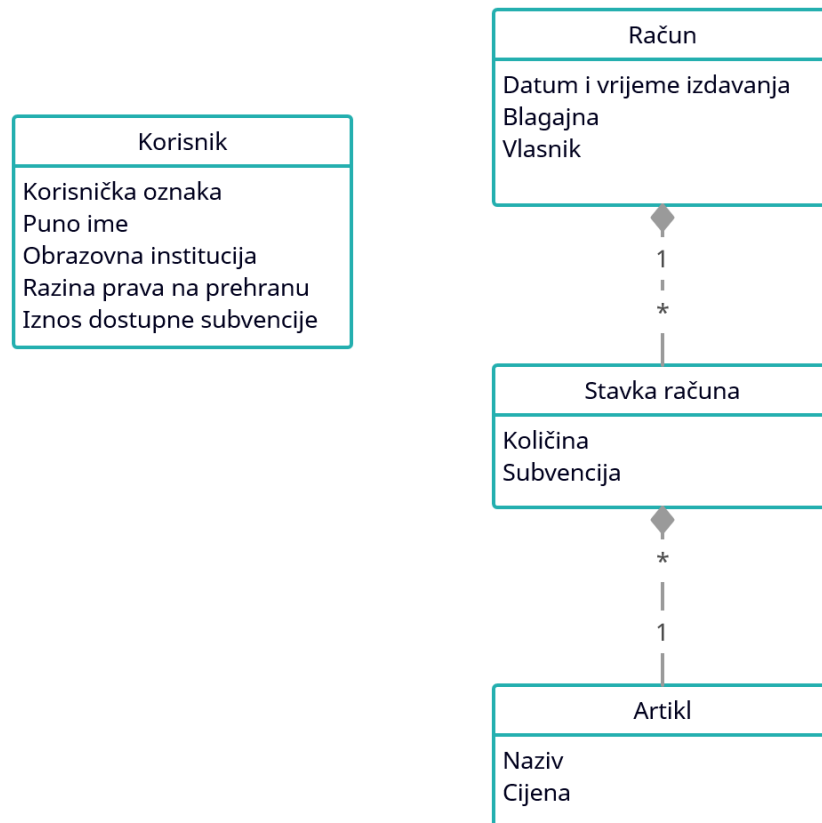 Korisnik
Korisnička oznaka
Puno ime
Obrazovna institucija
Razina prava na prehranu
Iznos dostupne subvencije
Račun
Datum i vrijeme izdavanja
Blagajna
Vlasnik
1
*
Stavka računa
Količina
Subvencija
*
1
Artikl
Naziv
Cijena